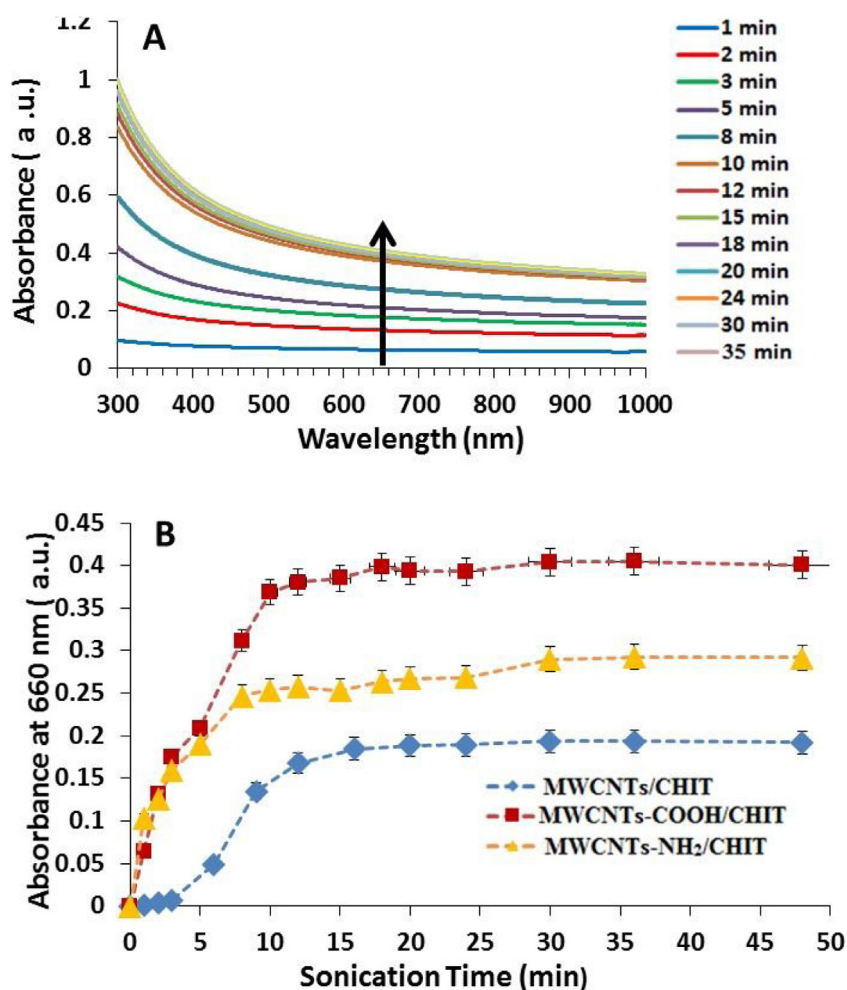 A
Absorbance ( a .u.)
1.2
1
0.8
0.6
0.4
0.2
0
300 400 500 600 700 800 900 1000
Wavelength (nm)
1 min
2 min
3 min
5 min
8 min
10 min
12 min
15 min
18 min
20 min
24 min
30 min
35 min
B
Absorbance at 660 nm ( a.u.)
0.45
0.4
0.35
0.3
0.25
0.2
0.15
0.1
0.05
0
MWCNTs/CHIT
MWCNTs-COOH/CHIT
MWCNTs-NH₂/CHIT
0 5 10 15 20 25 30 35 40 45 50
Sonication Time (min)